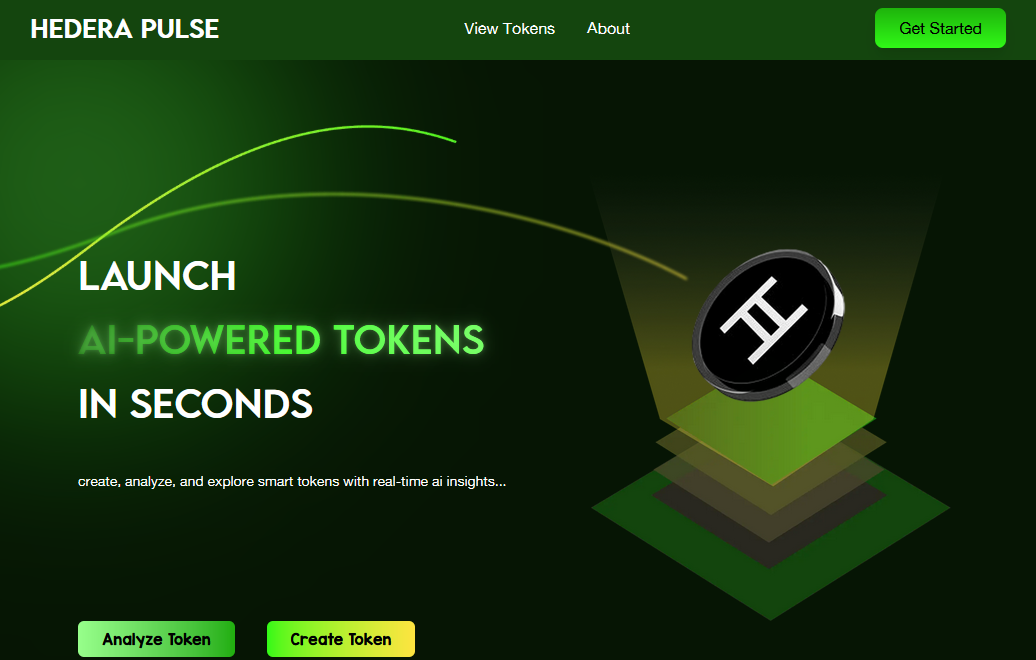 HEDERA PULSE
View Tokens
About
Get Started
LAUNCH
AI-POWERED TOKENS
IN SECONDS
create, analyze, and explore smart tokens with real-time ai insights...
Analyze Token
Create Token